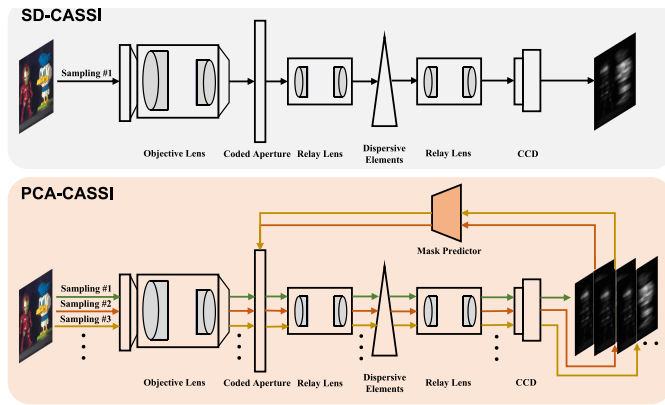 SD-CASSI
Sampling #1
Objective Lens
Coded Aperture
Relay Lens
Dispersive
Elements
Relay Lens
CCD
PCA-CASSI
Mask Predictor
Sampling #1
Sampling #2
Sampling #3
Objective Lens
Coded Aperture
Relay Lens
Dispersive
Elements
Relay Lens
CCD